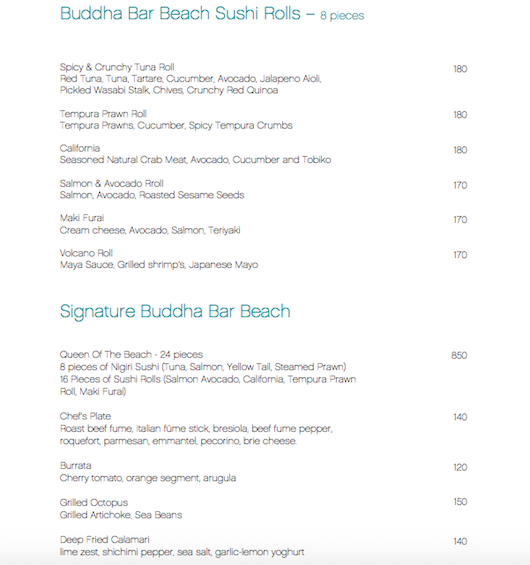 Buddha Bar Beach Sushi Rolls – 8 pieces
Spicy & Crunchy Tuna Roll 180
Red Tuna, Tuna, Tartare, Cucumber, Avocado, Jalapeno Aioli,
Pickled Wasabi Stalk, Chives, Crunchy Red Quinoa
Tempura Prawn Roll 180
Tempura Prawns, Cucumber, Spicy Tempura Crumbs
California 180
Seasoned Natural Crab Meat, Avocado, Cucumber and Tobiko
Salmon & Avocado Rroll 170
Salmon, Avocado, Roasted Sesame Seeds
Maki Furai 170
Cream cheese, Avocado, Salmon, Teriyaki
Volcano Roll 170
Maya Sauce, Grilled shrimp's, Japanese Mayo
Signature Buddha Bar Beach
Queen Of The Beach - 24 pieces 850
8 pieces of Nigiri Sushi (Tuna, Salmon, Yellow Tail, Steamed Prawn)
16 Pieces of Sushi Rolls (Salmon Avocado, California, Tempura Prawn
Roll, Maki Furai)
Chef's Plate 140
Roast beef fume, italian füme stick, bresiola, beef fume pepper,
roquefort, parmesan, emmantel, pecorino, brie cheese.
Burrata 120
Cherry tomato, orange segment, arugula
Grilled Octopus 150
Grilled Artichoke, Sea Beans
Deep Fried Calamari 140
lime zest, shichimi pepper, sea salt, garlic-lemon yoghurt